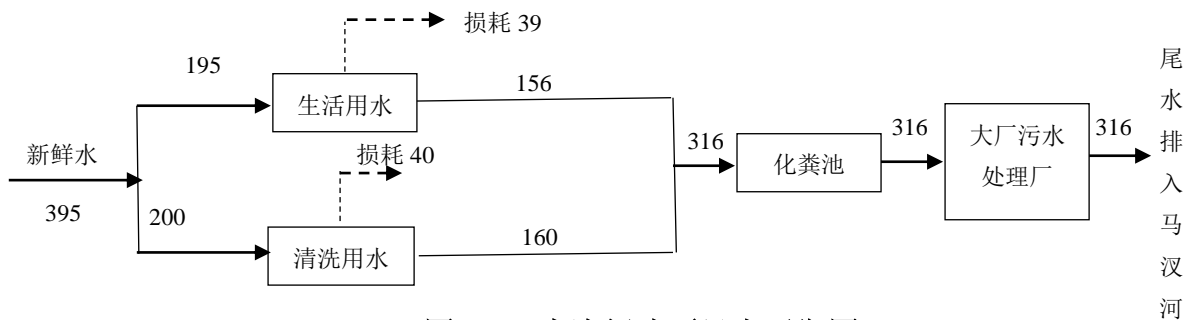 损耗 39
195
生活用水
156
新鲜水
395
损耗 40
200
清洗用水
160
316
化粪池
316
大厂污水
处理厂
316
尾水排入马汊河